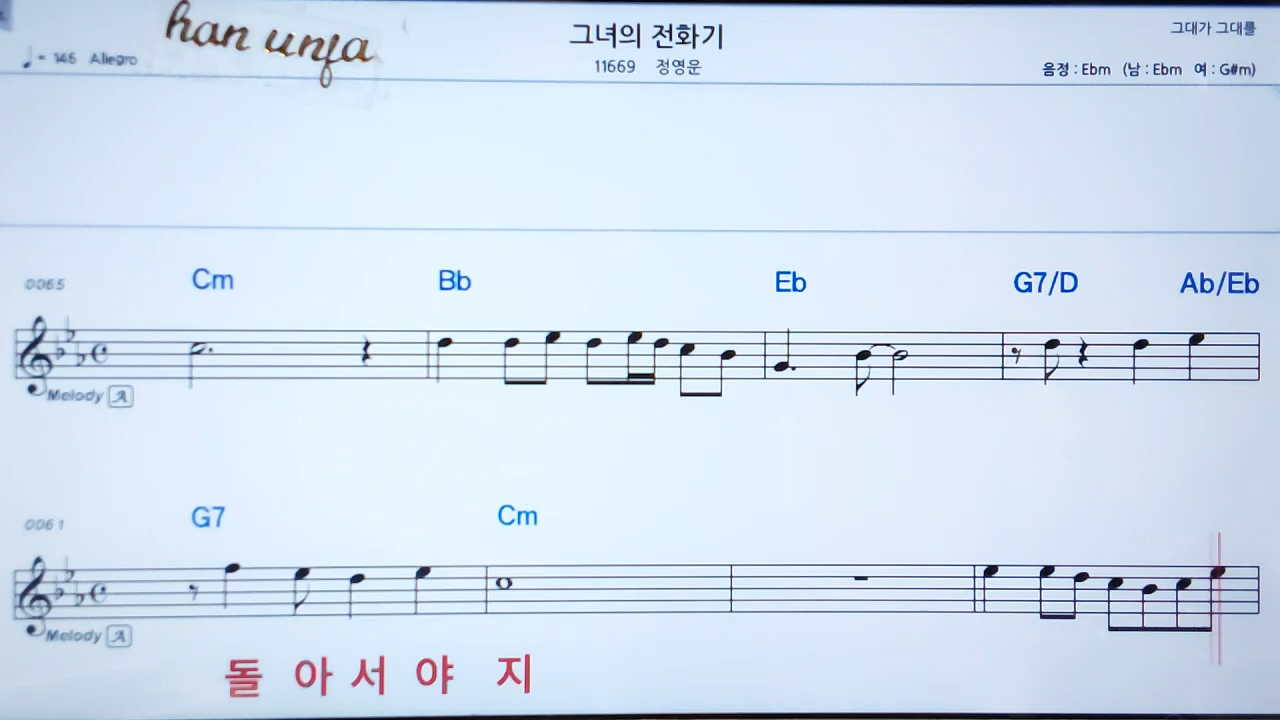 han unfa
그녀의 전화기
그대가 그대를
♩= 146 Allegro
11669 정영운
음정 : Ebm (남 : Ebm 여 : G#m)
0065 Cm Bb Eb G7/D Ab/Eb
Melody A
0061 G7 Cm
Melody A
돌 아 서 야 지